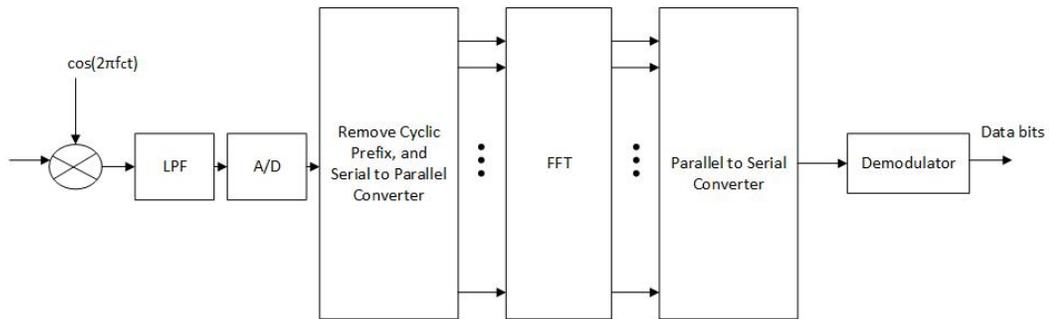 cos(2πfct)
LPF
A/D
Remove Cyclic
Prefix, and
Serial to Parallel
Converter
FFT
Parallel to Serial
Converter
Demodulator
Data bits